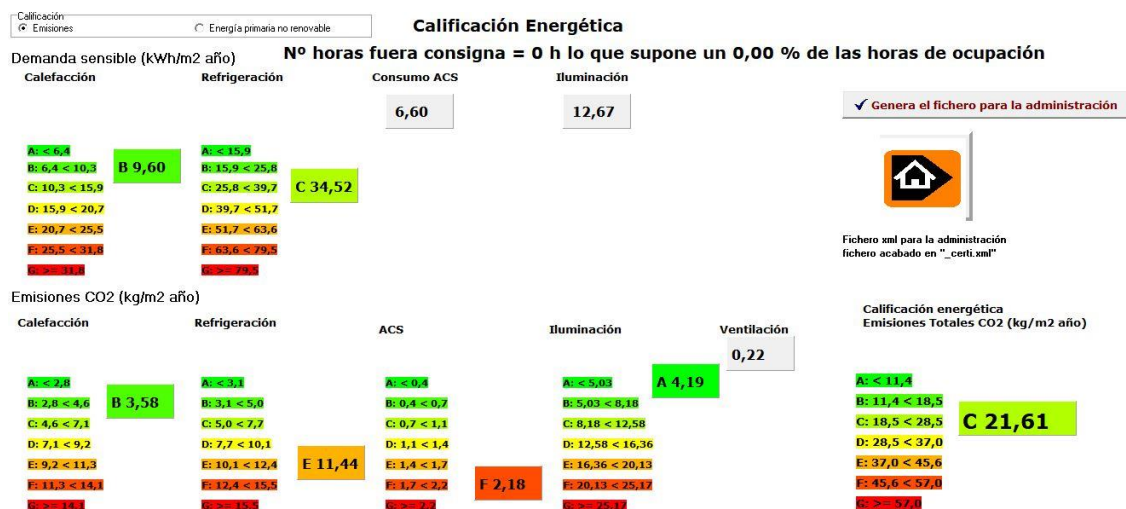 Calificación
Emisiones
Energía primaria no renovable
Calificación Energética
Nº horas fuera consigna = 0 h lo que supone un 0,00 % de las horas de ocupación
Demanda sensible (kWh/m2 año)
Calefacción
Refrigeración
Consumo ACS
Iluminación
6,60
12,67
Genera el fichero para la administración
A: < 6,4
B: 6,4 < 10,3
C: 10,3 < 15,9
D: 15,9 < 20,7
E: 20,7 < 25,5
F: 25,5 < 31,8
G: >= 31,8
B 9,60
A: < 15,9
B: 15,9 < 25,8
C: 25,8 < 39,7
D: 39,7 < 51,7
E: 51,7 < 63,6
F: 63,6 < 79,5
G: >= 79,5
C 34,52
Fichero xml para la administración
fichero acabado en "_certi.xml"
Emisiones CO2 (kg/m2 año)
Calefacción
Refrigeración
ACS
Iluminación
Ventilación
0,22
Calificación energética
Emisiones Totales CO2 (kg/m2 año)
A: < 2,8
B: 2,8 < 4,6
C: 4,6 < 7,1
D: 7,1 < 9,2
E: 9,2 < 11,3
F: 11,3 < 14,1
G: >= 14,1
B 3,58
A: < 3,1
B: 3,1 < 5,0
C: 5,0 < 7,7
D: 7,7 < 10,1
E: 10,1 < 12,4
F: 12,4 < 15,5
G: >= 15,5
E 11,44
A: < 0,4
B: 0,4 < 0,7
C: 0,7 < 1,1
D: 1,1 < 1,4
E: 1,4 < 1,7
F: 1,7 < 2,2
G: >= 2,2
F 2,18
A: < 5,03
B: 5,03 < 8,18
C: 8,18 < 12,58
D: 12,58 < 16,36
E: 16,36 < 20,13
F: 20,13 < 25,17
G: >= 25,17
A 4,19
A: < 11,4
B: 11,4 < 18,5
C: 18,5 < 28,5
D: 28,5 < 37,0
E: 37,0 < 45,6
F: 45,6 < 57,0
G: >= 57,0
C 21,61